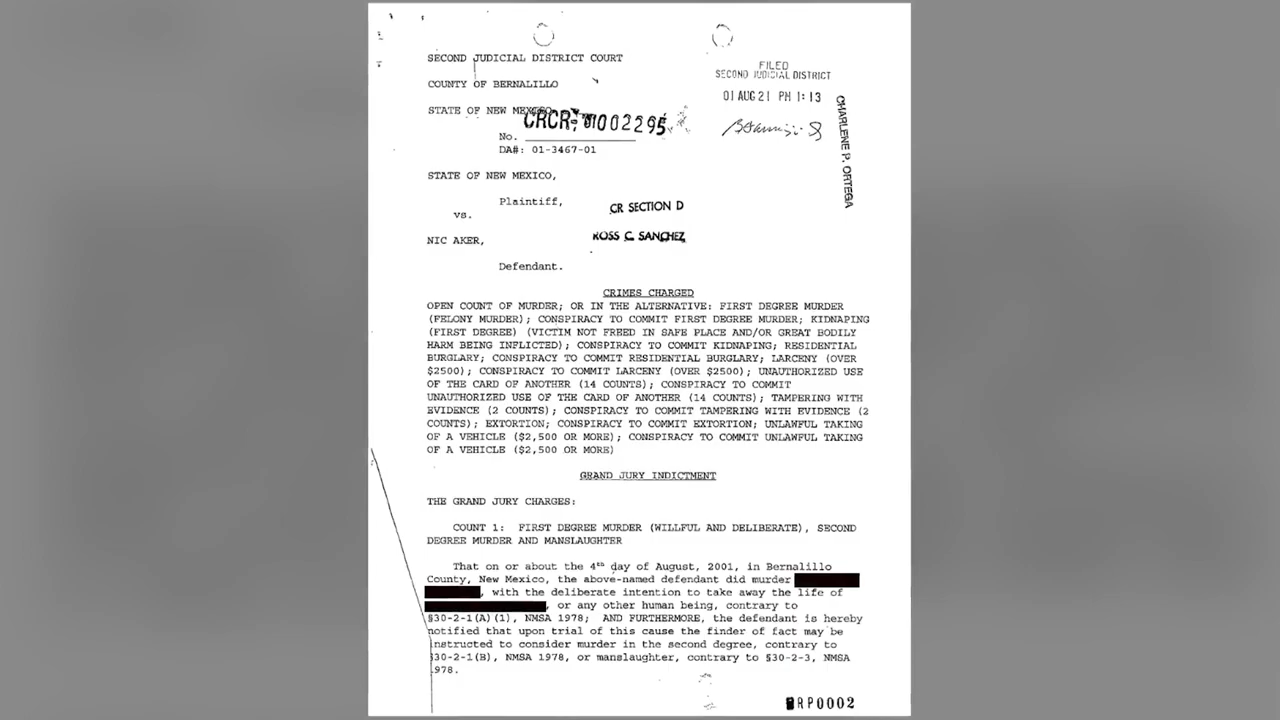 SECOND JUDICIAL DISTRICT COURT
FILED
SECOND JUDICIAL DISTRICT
COUNTY OF BERNALILLO
01 AUG 21 PM 1:13
STATE OF NEW MEXICO
CRCR-01002295
No.
DA#: 01-3467-01
CHARLENE P. ORTEGA
STATE OF NEW MEXICO,
Plaintiff,
CR SECTION D
vs.
ROSS C. SANCHEZ
NIC AKER,
Defendant.
CRIMES CHARGED
OPEN COUNT OF MURDER; OR IN THE ALTERNATIVE: FIRST DEGREE MURDER
(FELONY MURDER); CONSPIRACY TO COMMIT FIRST DEGREE MURDER; KIDNAPING
(FIRST DEGREE) (VICTIM NOT FREED IN SAFE PLACE AND/OR GREAT BODILY
HARM BEING INFLICTED); CONSPIRACY TO COMMIT KIDNAPING; RESIDENTIAL
BURGLARY; CONSPIRACY TO COMMIT RESIDENTIAL BURGLARY; LARCENY (OVER
$2500); CONSPIRACY TO COMMIT LARCENY (OVER $2500); UNAUTHORIZED USE
OF THE CARD OF ANOTHER (14 COUNTS); CONSPIRACY TO COMMIT
UNAUTHORIZED USE OF THE CARD OF ANOTHER (14 COUNTS); TAMPERING WITH
EVIDENCE (2 COUNTS); CONSPIRACY TO COMMIT TAMPERING WITH EVIDENCE (2
COUNTS); EXTORTION; CONSPIRACY TO COMMIT EXTORTION; UNLAWFUL TAKING
OF A VEHICLE ($2,500 OR MORE); CONSPIRACY TO COMMIT UNLAWFUL TAKING
OF A VEHICLE ($2,500 OR MORE)
GRAND JURY INDICTMENT
THE GRAND JURY CHARGES:
COUNT 1: FIRST DEGREE MURDER (WILLFUL AND DELIBERATE), SECOND
DEGREE MURDER AND MANSLAUGHTER
That on or about the 4th day of August, 2001, in Bernalillo
County, New Mexico, the above-named defendant did murder
, with the deliberate intention to take away the life of
, or any other human being, contrary to
§30-2-1(A)(1), NMSA 1978; AND FURTHERMORE, the defendant is hereby
notified that upon trial of this cause the finder of fact may be
instructed to consider murder in the second degree, contrary to
§30-2-1(B), NMSA 1978, or manslaughter, contrary to §30-2-3, NMSA
1978.
RP0002